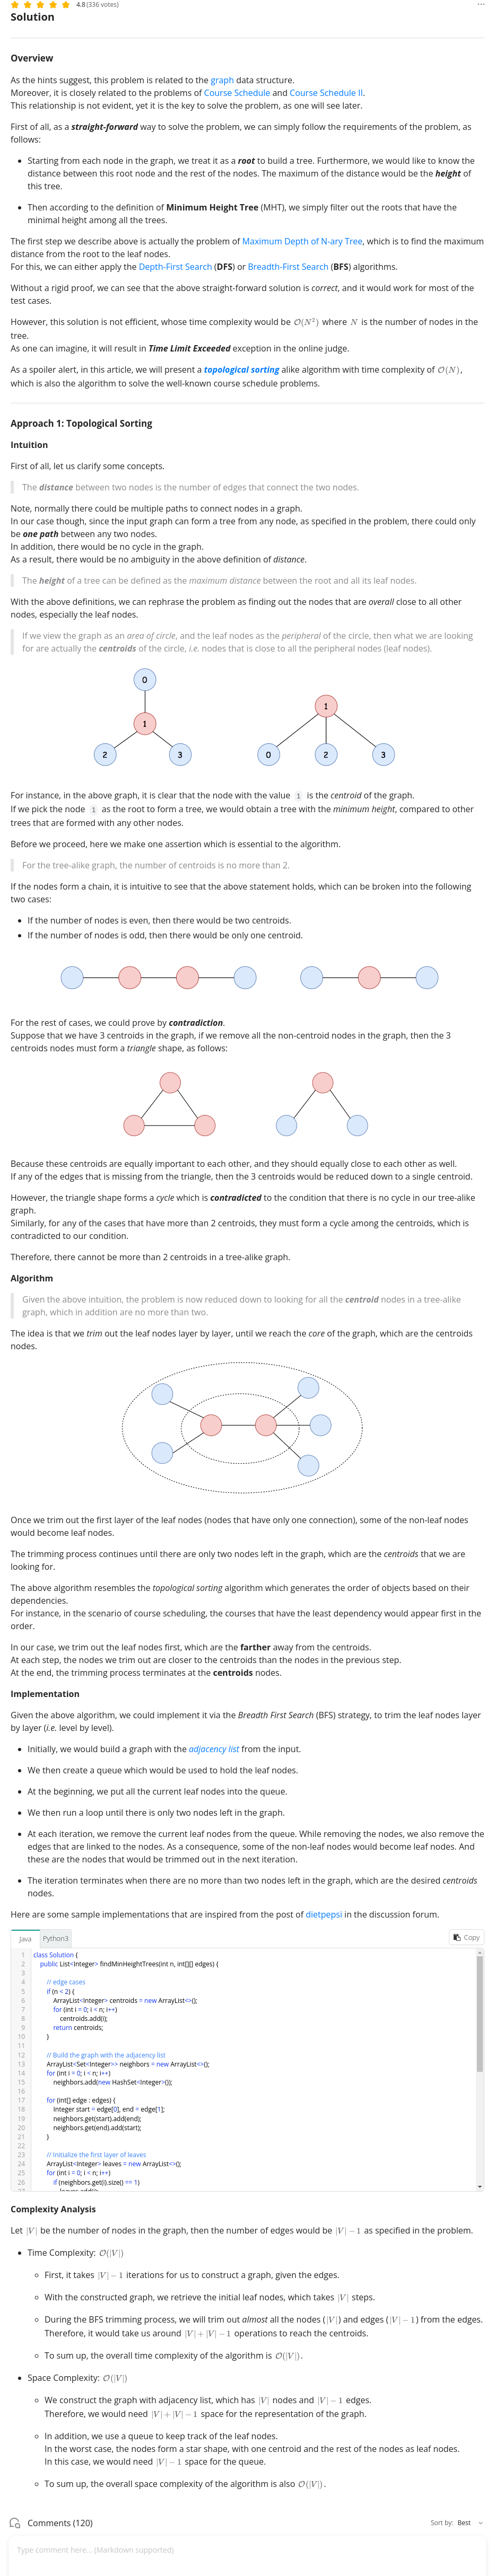 4.8 (336 votes)
Solution
Overview
As the hints suggest, this problem is related to the graph data structure.
Moreover, it is closely related to the problems of Course Schedule and Course Schedule II.
This relationship is not evident, yet it is the key to solve the problem, as one will see later.
First of all, as a straight-forward way to solve the problem, we can simply follow the requirements of the problem, as
follows:
• Starting from each node in the graph, we treat it as a root to build a tree. Furthermore, we would like to know the
distance between this root node and the rest of the nodes. The maximum of the distance would be the height of
this tree.
• Then according to the definition of Minimum Height Tree (MHT), we simply filter out the roots that have the
minimal height among all the trees.
The first step we describe above is actually the problem of Maximum Depth of N-ary Tree, which is to find the maximum
distance from the root to the leaf nodes.
For this, we can either apply the Depth-First Search (DFS) or Breadth-First Search (BFS) algorithms.
Without a rigid proof, we can see that the above straight-forward solution is correct, and it would work for most of the
test cases.
However, this solution is not efficient, whose time complexity would be O(N²) where N is the number of nodes in the
tree.
As one can imagine, it will result in Time Limit Exceeded exception in the online judge.
As a spoiler alert, in this article, we will present a topological sorting alike algorithm with time complexity of O(N),
which is also the algorithm to solve the well-known course schedule problems.
Approach 1: Topological Sorting
Intuition
First of all, let us clarify some concepts.
The distance between two nodes is the number of edges that connect the two nodes.
Note, normally there could be multiple paths to connect nodes in a graph.
In our case though, since the input graph can form a tree from any node, as specified in the problem, there could only
be one path between any two nodes.
In addition, there would be no cycle in the graph.
As a result, there would be no ambiguity in the above definition of distance.
The height of a tree can be defined as the maximum distance between the root and all its leaf nodes.
With the above definitions, we can rephrase the problem as finding out the nodes that are overall close to all other
nodes, especially the leaf nodes.
If we view the graph as an area of circle, and the leaf nodes as the peripheral of the circle, then what we are looking
for are actually the centroids of the circle, i.e. nodes that is close to all the peripheral nodes (leaf nodes).
0
1
1
2
3
0
2
3
For instance, in the above graph, it is clear that the node with the value 1 is the centroid of the graph.
If we pick the node 1 as the root to form a tree, we would obtain a tree with the minimum height, compared to other
trees that are formed with any other nodes.
Before we proceed, here we make one assertion which is essential to the algorithm.
For the tree-alike graph, the number of centroids is no more than 2.
If the nodes form a chain, it is intuitive to see that the above statement holds, which can be broken into the following
two cases:
• If the number of nodes is even, then there would be two centroids.
• If the number of nodes is odd, then there would be only one centroid.
For the rest of cases, we could prove by contradiction.
Suppose that we have 3 centroids in the graph, if we remove all the non-centroid nodes in the graph, then the 3
centroids nodes must form a triangle shape, as follows:
Because these centroids are equally important to each other, and they should equally close to each other as well.
If any of the edges that is missing from the triangle, then the 3 centroids would be reduced down to a single centroid.
However, the triangle shape forms a cycle which is contradicted to the condition that there is no cycle in our tree-alike
graph.
Similarly, for any of the cases that have more than 2 centroids, they must form a cycle among the centroids, which is
contradicted to our condition.
Therefore, there cannot be more than 2 centroids in a tree-alike graph.
Algorithm
Given the above intuition, the problem is now reduced down to looking for all the centroid nodes in a tree-alike
graph, which in addition are no more than two.
The idea is that we trim out the leaf nodes layer by layer, until we reach the core of the graph, which are the centroids
nodes.
Once we trim out the first layer of the leaf nodes (nodes that have only one connection), some of the non-leaf nodes
would become leaf nodes.
The trimming process continues until there are only two nodes left in the graph, which are the centroids that we are
looking for.
The above algorithm resembles the topological sorting algorithm which generates the order of objects based on their
dependencies.
For instance, in the scenario of course scheduling, the courses that have the least dependency would appear first in the
order.
In our case, we trim out the leaf nodes first, which are the farther away from the centroids.
At each step, the nodes we trim out are closer to the centroids than the nodes in the previous step.
At the end, the trimming process terminates at the centroids nodes.
Implementation
Given the above algorithm, we could implement it via the Breadth First Search (BFS) strategy, to trim the leaf nodes layer
by layer (i.e. level by level).
• Initially, we would build a graph with the adjacency list from the input.
• We then create a queue which would be used to hold the leaf nodes.
• At the beginning, we put all the current leaf nodes into the queue.
• We then run a loop until there is only two nodes left in the graph.
• At each iteration, we remove the current leaf nodes from the queue. While removing the nodes, we also remove the
edges that are linked to the nodes. As a consequence, some of the non-leaf nodes would become leaf nodes. And
these are the nodes that would be trimmed out in the next iteration.
• The iteration terminates when there are no more than two nodes left in the graph, which are the desired centroids
nodes.
Here are some sample implementations that are inspired from the post of dietpepsi in the discussion forum.
Java Python3 Copy
1 class Solution {
2 public List<Integer> findMinHeightTrees(int n, int[][] edges) {
3
4 // edge cases
5 if (n < 2) {
6 ArrayList<Integer> centroids = new ArrayList<>();
7 for (int i = 0; i < n; i++)
8 centroids.add(i);
9 return centroids;
10 }
11
12 // Build the graph with the adjacency list
13 ArrayList<Set<Integer>> neighbors = new ArrayList<>();
14 for (int i = 0; i < n; i++)
15 neighbors.add(new HashSet<Integer>());
16
17 for (int[] edge : edges) {
18 Integer start = edge[0], end = edge[1];
19 neighbors.get(start).add(end);
20 neighbors.get(end).add(start);
21 }
22
23 // Initialize the first layer of leaves
24 ArrayList<Integer> leaves = new ArrayList<>();
25 for (int i = 0; i < n; i++)
26 if (neighbors.get(i).size() == 1)
Complexity Analysis
Let |V| be the number of nodes in the graph, then the number of edges would be |V| − 1 as specified in the problem.
• Time Complexity: O(|V|)
○ First, it takes |V| − 1 iterations for us to construct a graph, given the edges.
○ With the constructed graph, we retrieve the initial leaf nodes, which takes |V| steps.
○ During the BFS trimming process, we will trim out almost all the nodes (|V|) and edges (|V| − 1) from the edges.
Therefore, it would take us around |V| + |V| − 1 operations to reach the centroids.
○ To sum up, the overall time complexity of the algorithm is O(|V|).
• Space Complexity: O(|V|)
○ We construct the graph with adjacency list, which has |V| nodes and |V| − 1 edges.
Therefore, we would need |V| + |V| − 1 space for the representation of the graph.
○ In addition, we use a queue to keep track of the leaf nodes.
In the worst case, the nodes form a star shape, with one centroid and the rest of the nodes as leaf nodes.
In this case, we would need |V| − 1 space for the queue.
○ To sum up, the overall space complexity of the algorithm is also O(|V|).
Comments (120) Sort by: Best
Type comment here... (Markdown supported)